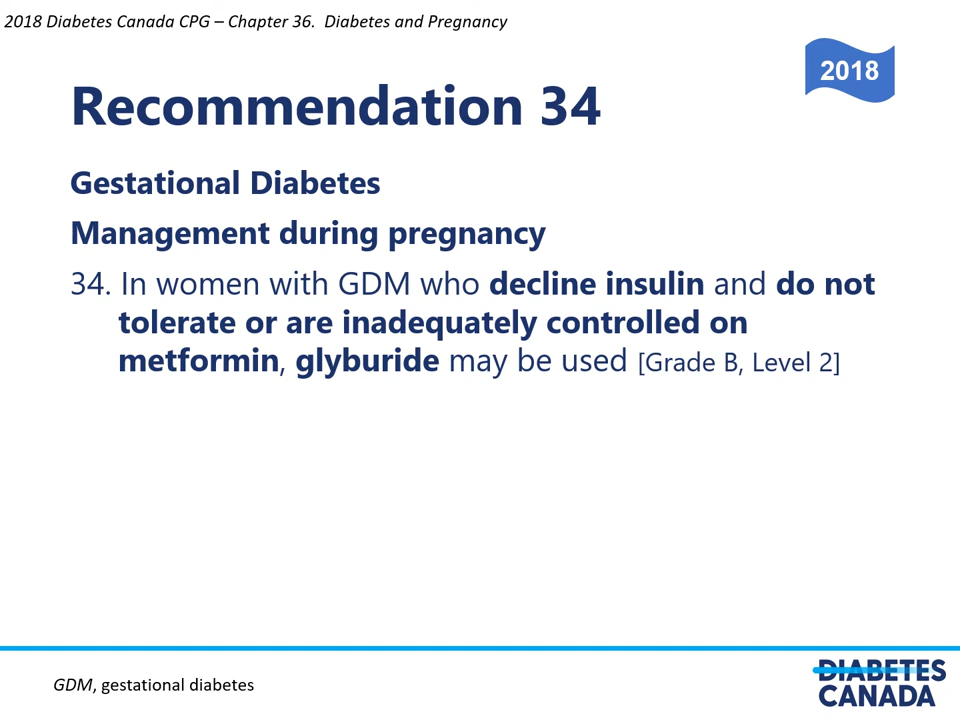 2018 Diabetes Canada CPG – Chapter 36.  Diabetes and Pregnancy
2018
Recommendation 34
Gestational Diabetes
Management during pregnancy
34. In women with GDM who decline insulin and do not
tolerate or are inadequately controlled on
metformin, glyburide may be used [Grade B, Level 2]
GDM, gestational diabetes
DIABETES
CANADA